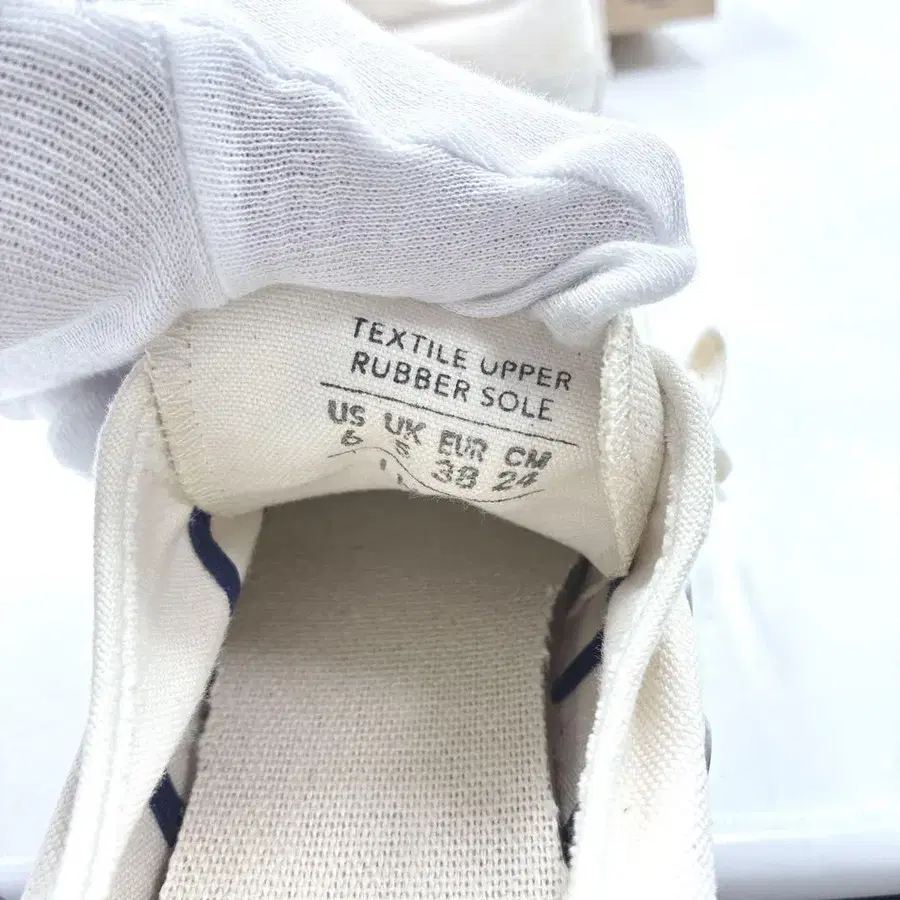 TEXTILE UPPER
RUBBER SOLE
US UK EUR CM
6 5 38 24